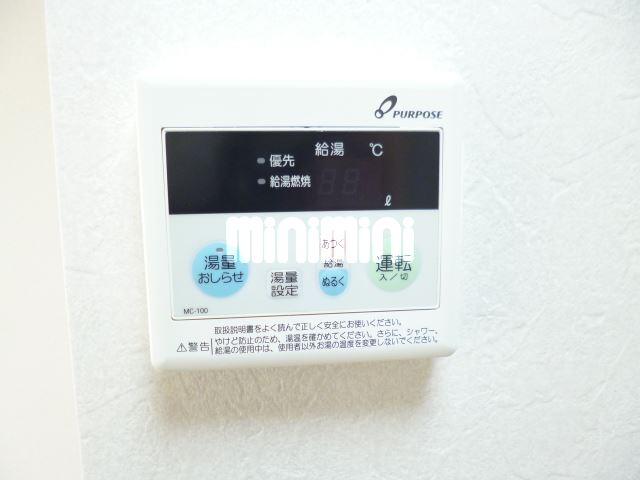 PURPOSE
給湯 ℃
優先
給湯燃焼
ℓ
minimini
湯量
おしらせ
湯量
設定
あつく
給湯
ぬるく
運転
入／切
MC-100
取扱説明書をよく読んで正しく安全にお使いください。
⚠警告
やけど防止のため、湯温を確かめてください。さらに、シャワー、
給湯の使用中は、使用者以外お湯の温度を変更しないでください。